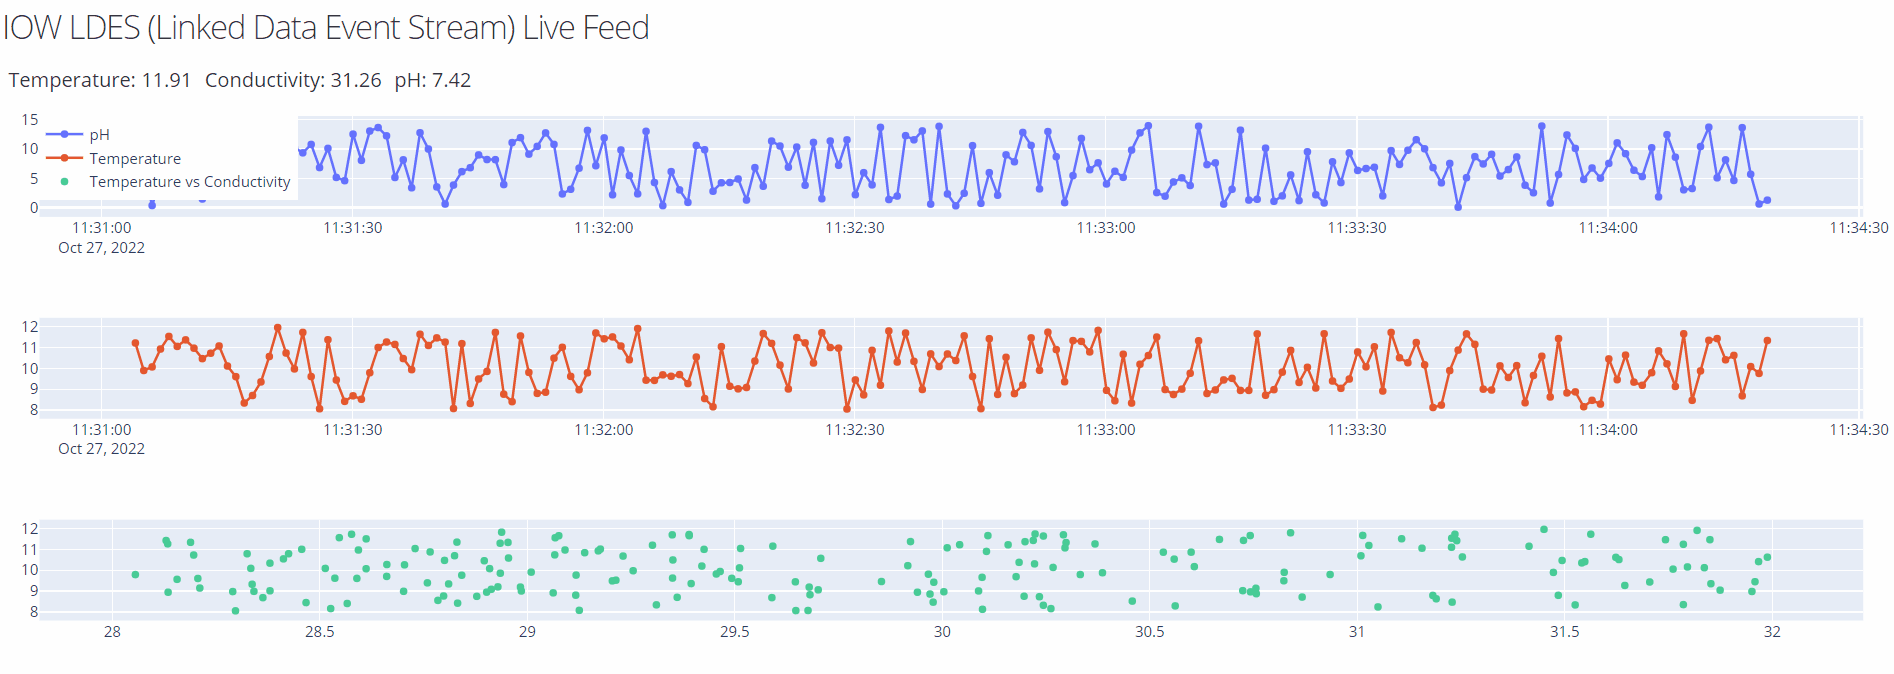 IOW LDES (Linked Data Event Stream) Live Feed
Temperature: 11.91 Conductivity: 31.26 pH: 7.42
15
10
5
0
pH
Temperature
Temperature vs Conductivity
11:31:00 11:31:30 11:32:00 11:32:30 11:33:00 11:33:30 11:34:00 11:34:30
Oct 27, 2022
12
11
10
9
8
11:31:00 11:31:30 11:32:00 11:32:30 11:33:00 11:33:30 11:34:00 11:34:30
Oct 27, 2022
12
11
10
9
8
28 28.5 29 29.5 30 30.5 31 31.5 32